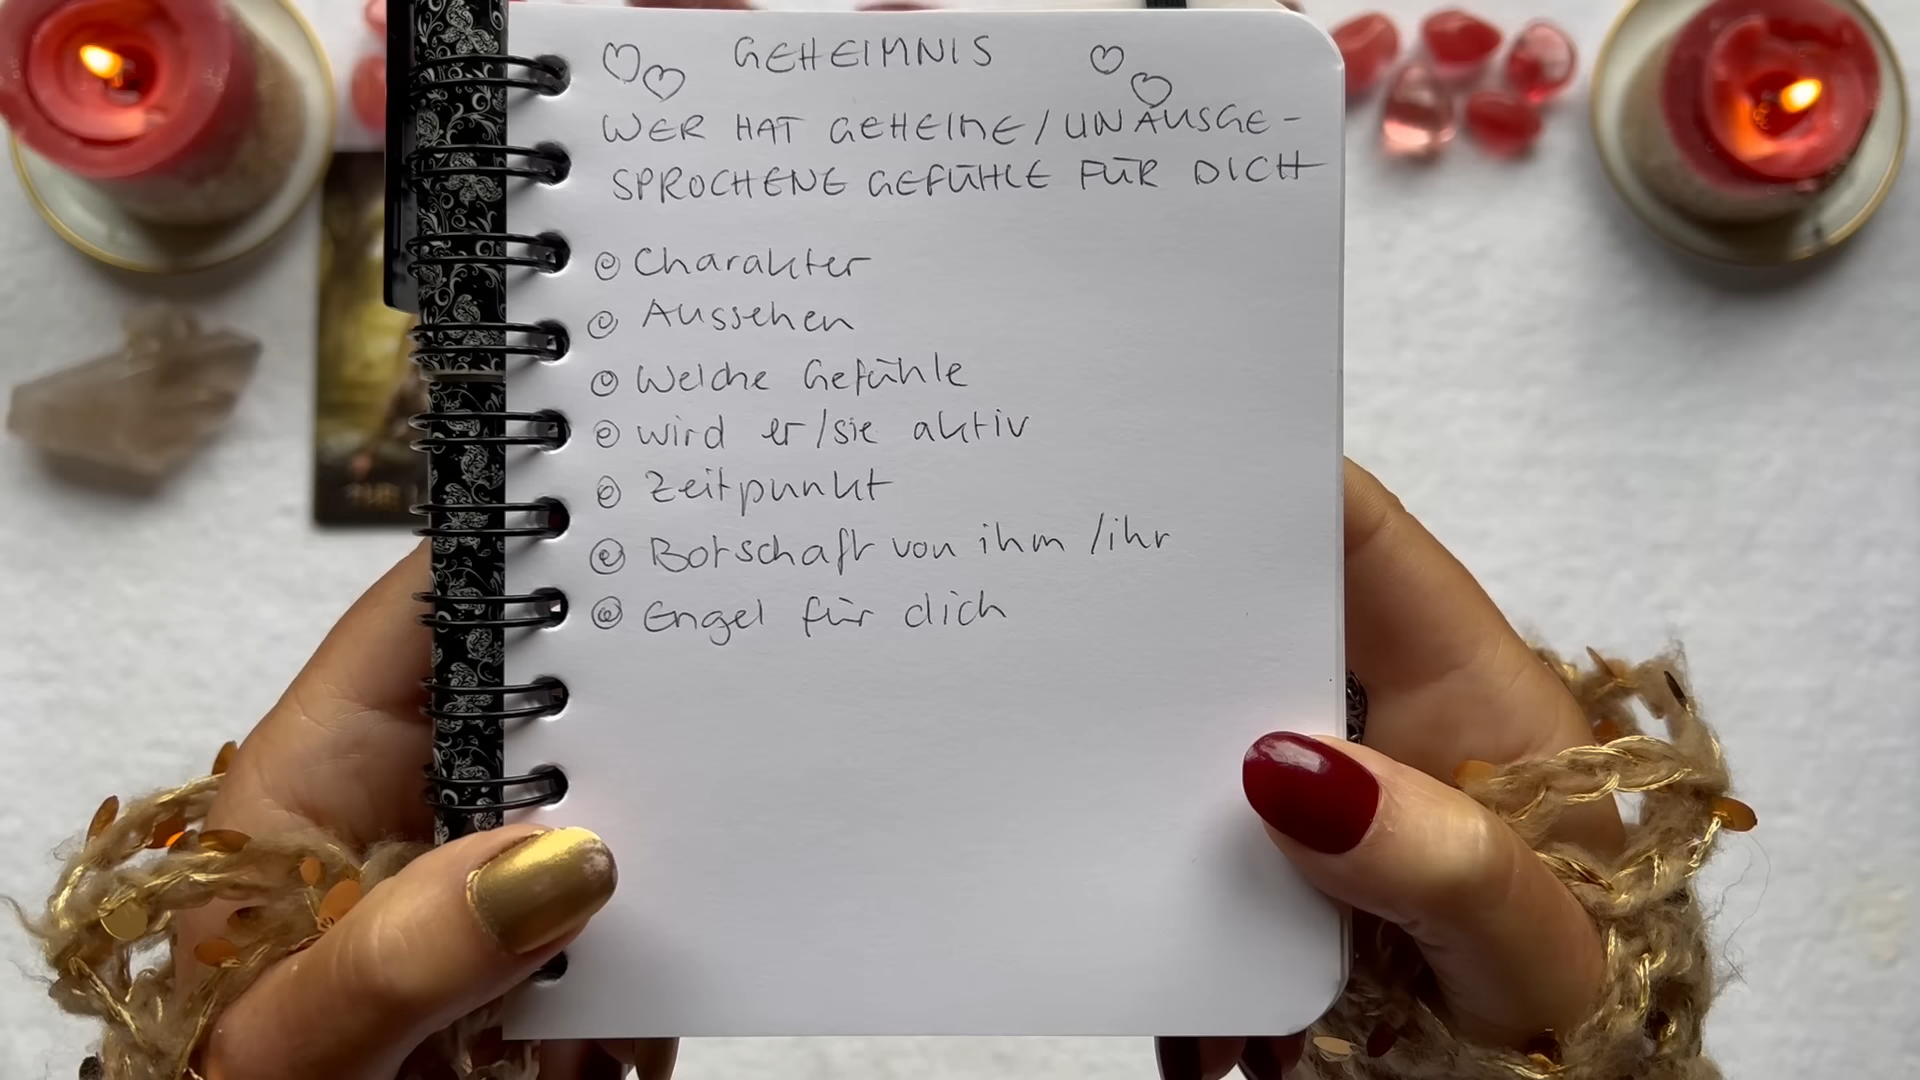 GEHEIMNIS
WER HAT GEHEIME/UNAUSGE-
SPROCHENE GEFÜHLE FÜR DICH
Charakter
Aussehen
Welche Gefühle
wird er/sie aktiv
Zeitpunkt
Botschaft von ihm/ihr
Engel für dich
THE